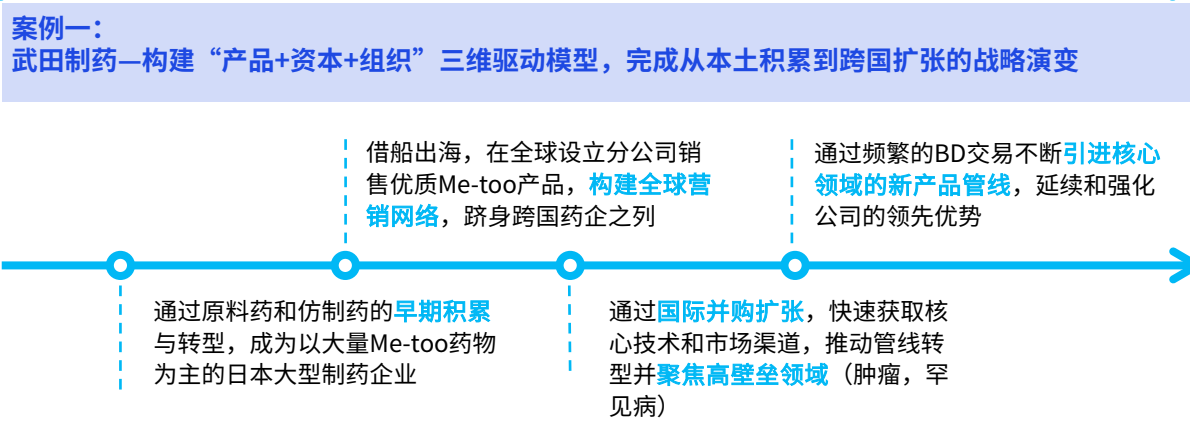 案例一：
武田制药—构建“产品+资本+组织”三维驱动模型，完成从本土积累到跨国扩张的战略演变
借船出海，在全球设立分公司销
售优质Me-too产品，构建全球营
销网络，跻身跨国药企之列
通过频繁的BD交易不断引进核心
领域的新产品管线，延续和强化
公司的领先优势
通过原料药和仿制药的早期积累
与转型，成为以大量Me-too药物
为主的日本大型制药企业
通过国际并购扩张，快速获取核
心技术和市场渠道，推动管线转
型并聚焦高壁垒领域（肿瘤，罕
见病）